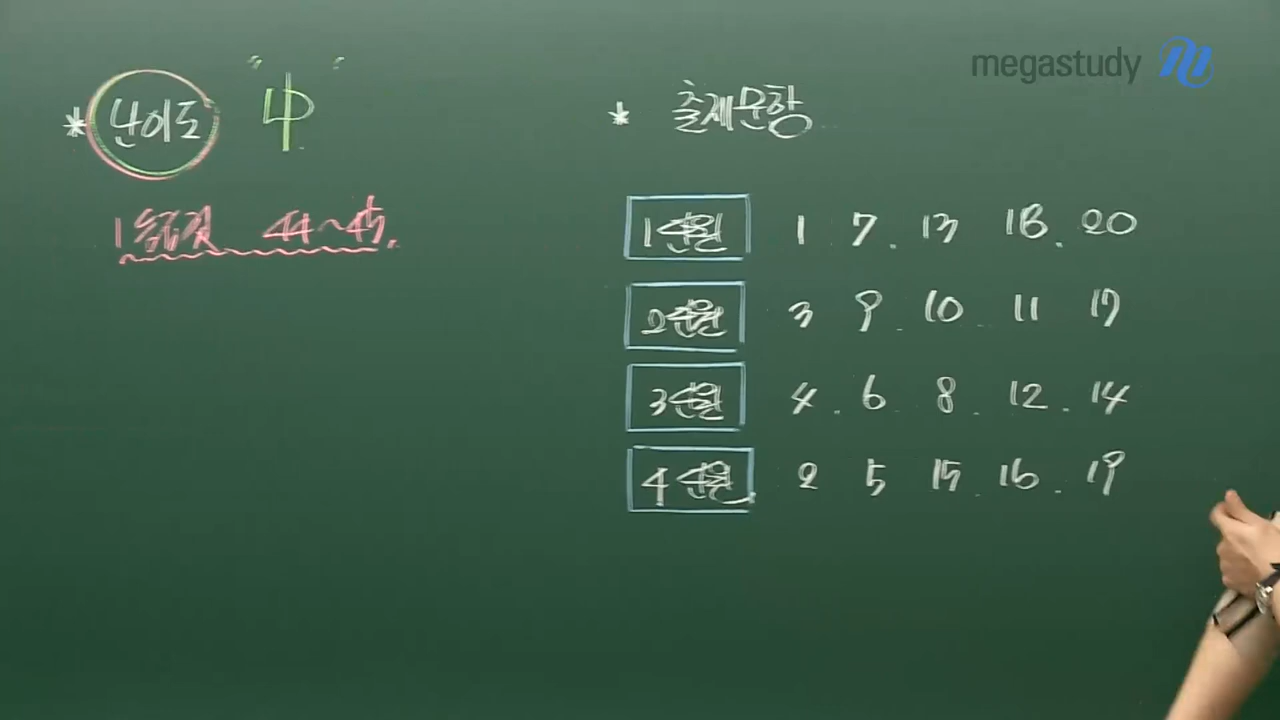 megastudy
* 난이도 "中"
1등급컷 44~45.
* 출제문항
1단원 1 7. 13 18. 20
2단원 3 9. 10. 11 17
3단원 4. 6. 8. 12. 14
4단원 2 5 15. 16. 19